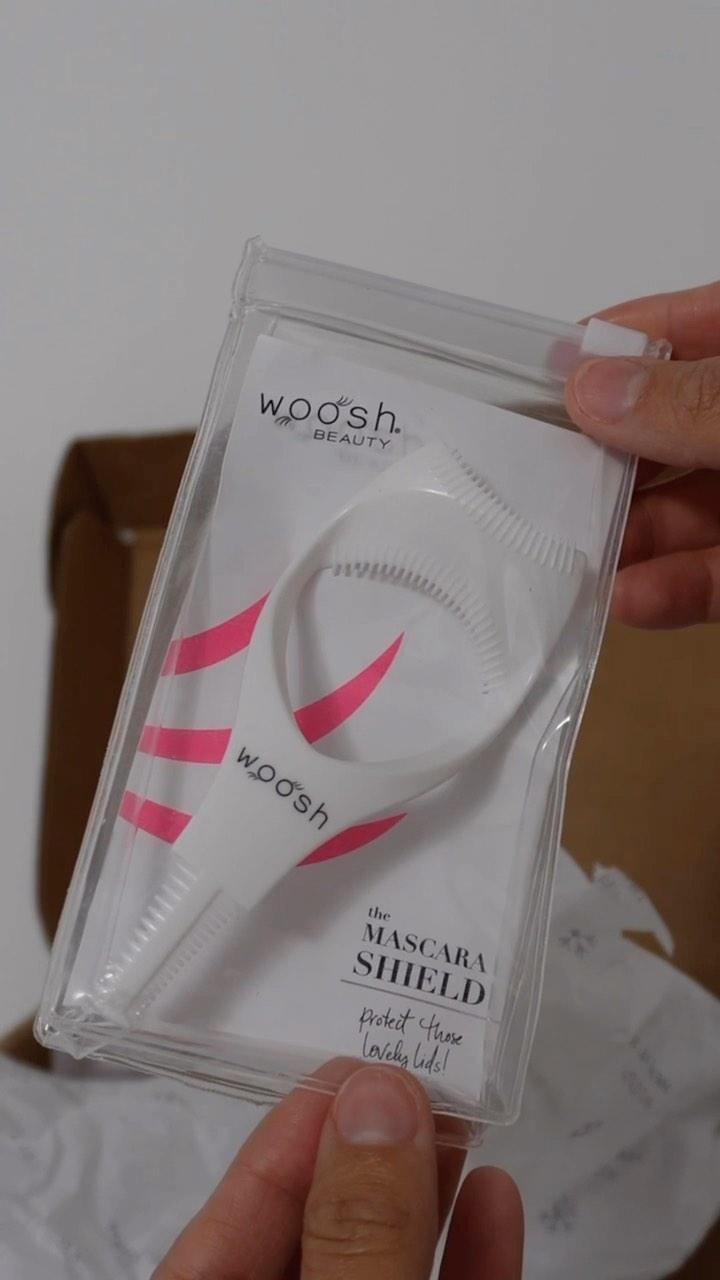 woosh®
BEAUTY
woosh
the
MASCARA
SHIELD
protect those
lovely lids!